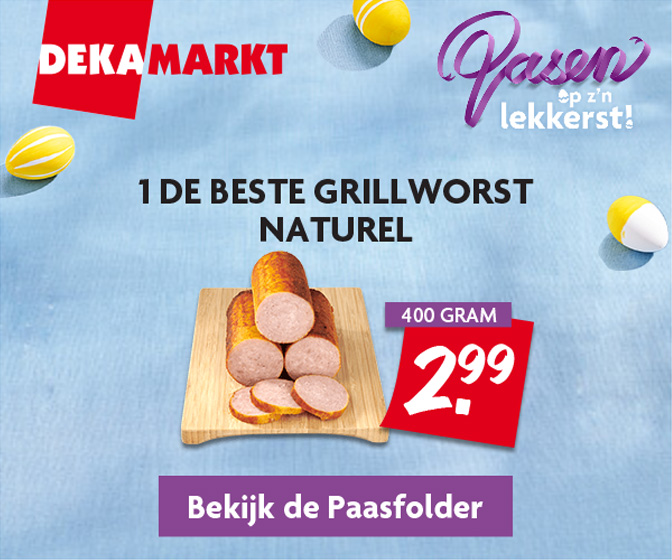 DEKAMARKT
Pasen
op z'n
lekkerst!
1 DE BESTE GRILLWORST
NATUREL
400 GRAM
2.99
Bekijk de Paasfolder